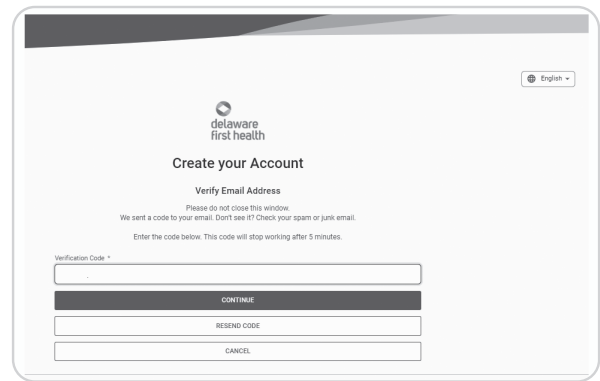 English
delaware
first health
Create your Account
Verify Email Address
Please do not close this window.
We sent a code to your email. Don't see it? Check your spam or junk email.
Enter the code below. This code will stop working after 5 minutes.
Verification Code *
CONTINUE
RESEND CODE
CANCEL